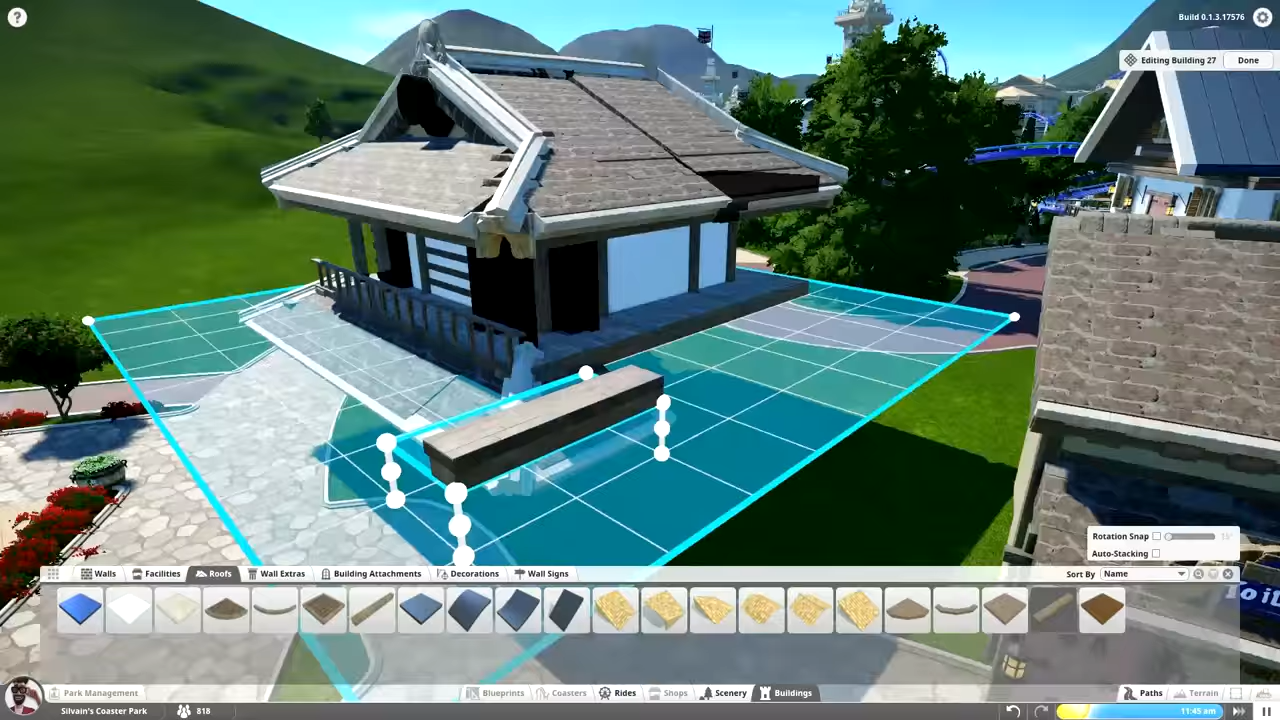 ?
Build 0.1.3.17576
Editing Building 27
Done
Rotation Snap
15°
Auto-Stacking
Walls
Facilities
Roofs
Wall Extras
Building Attachments
Decorations
Wall Signs
Sort By
Name
Park Management
Blueprints
Coasters
Rides
Shops
Scenery
Buildings
Paths
Terrain
Silvain's Coaster Park
818
11:45 am